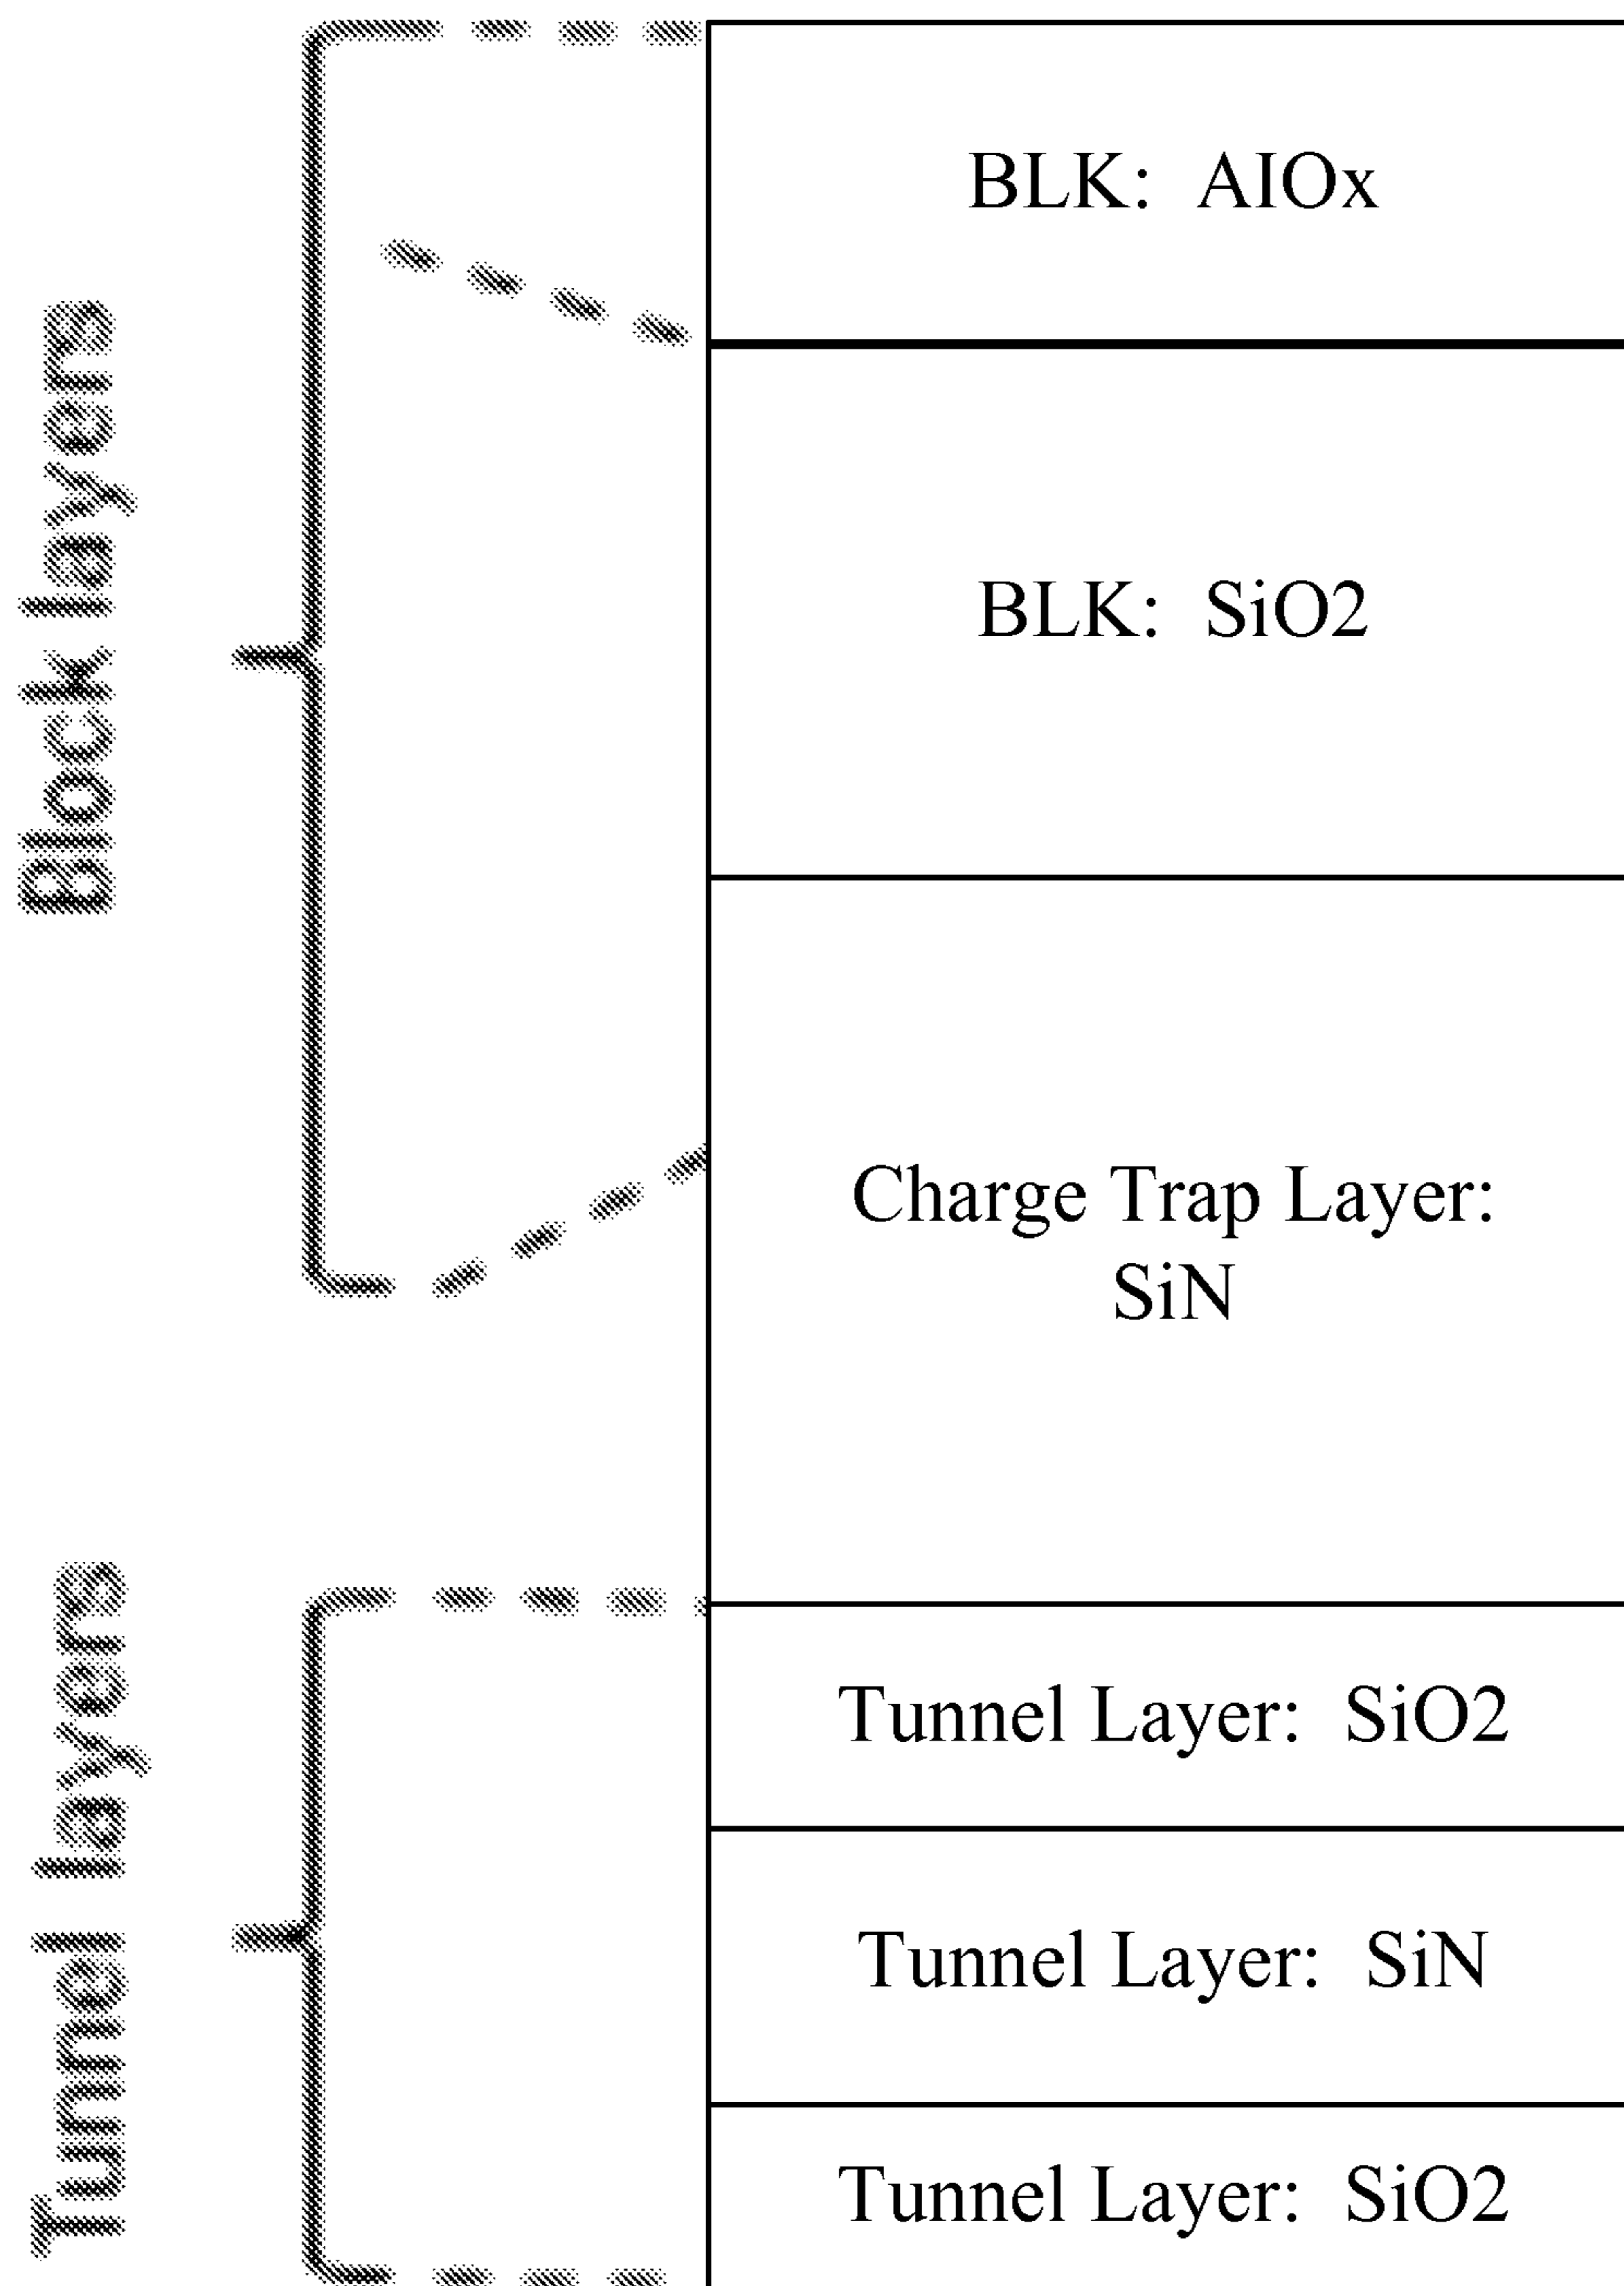 Block layers
BLK: AlOx
BLK: SiO2
Charge Trap Layer:
SiN
Tunnel layers
Tunnel Layer: SiO2
Tunnel Layer: SiN
Tunnel Layer: SiO2